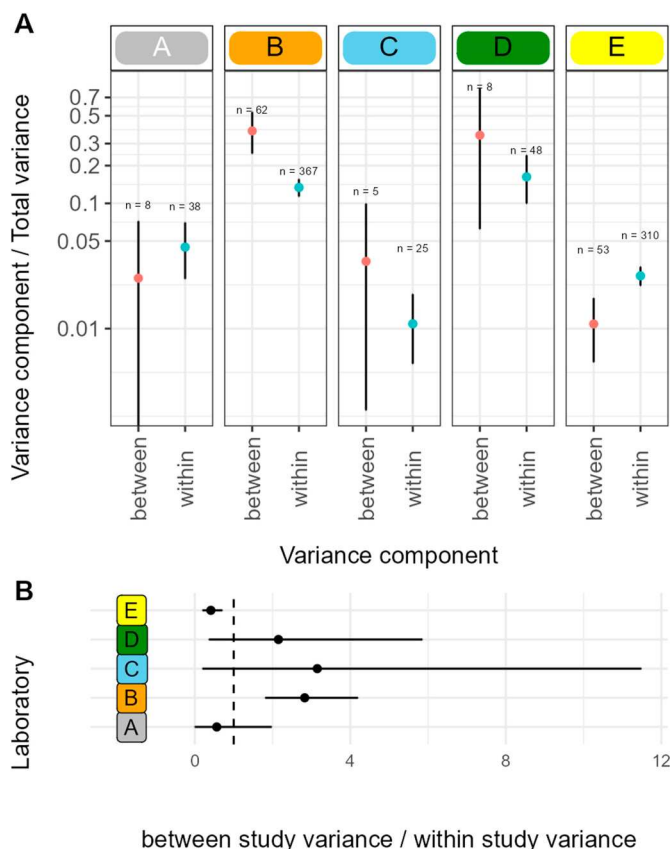 A
A B C D E
Variance component / Total variance
0.7
0.5
0.3
0.2
0.1
0.05
0.01
n = 8 n = 38
n = 62 n = 367
n = 5 n = 25
n = 8 n = 48
n = 53 n = 310
between within between within between within between within between within
Variance component
B
Laboratory
E
D
C
B
A
0 4 8 12
between study variance / within study variance